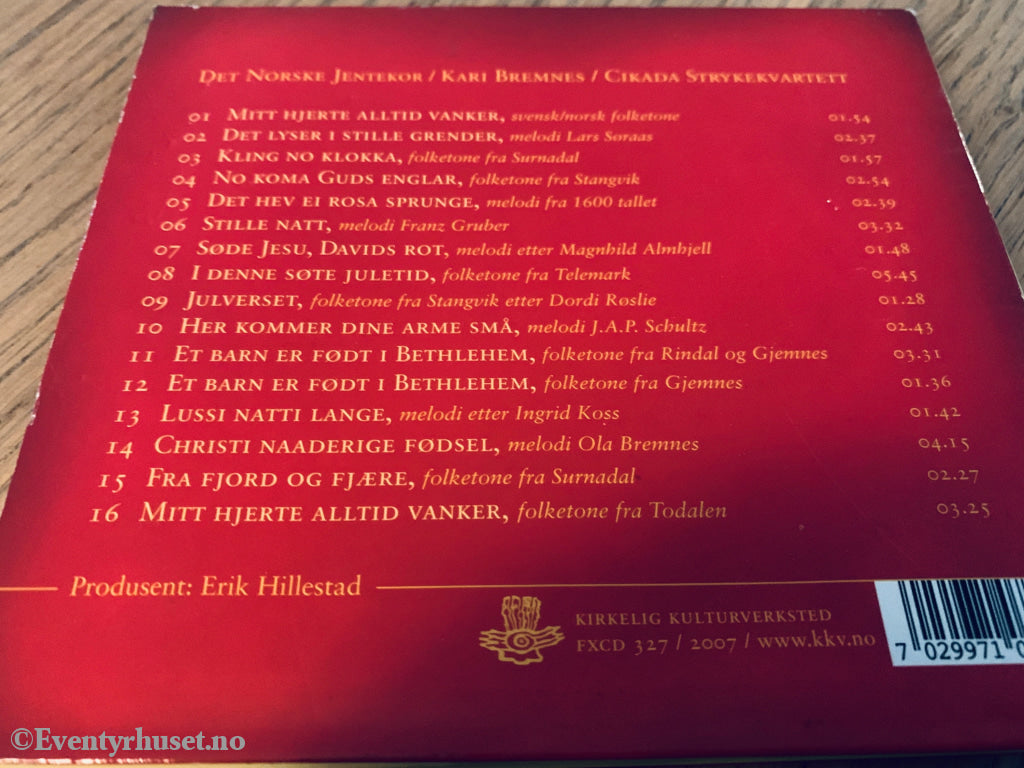 Det Norske Jentekor / Kari Bremnes / Cikada Strykekvartett
01 Mitt hjerte alltid vanker, svensk/norsk folketone 01.54
02 Det lyser i stille grender, melodi Lars Søraas 02.37
03 Kling no klokka, folketone fra Surnadal 01.57
04 No koma Guds englar, folketone fra Stangvik 02.54
05 Det hev ei rosa sprunge, melodi fra 1600 tallet 02.39
06 Stille natt, melodi Franz Gruber 03.32
07 Søde Jesu, Davids rot, melodi etter Magnhild Almhjell 01.48
08 I denne søte juletid, folketone fra Telemark 05.45
09 Julverset, folketone fra Stangvik etter Dordi Røslie 01.28
10 Her kommer dine arme små, melodi J.A.P. Schultz 02.43
11 Et barn er født i Bethlehem, folketone fra Rindal og Gjemnes 03.31
12 Et barn er født i Bethlehem, folketone fra Gjemnes 01.36
13 Lussi natti lange, melodi etter Ingrid Koss 01.42
14 Christi naaderige fødsel, melodi Ola Bremnes 04.15
15 Fra fjord og fjære, folketone fra Surnadal 02.27
16 Mitt hjerte alltid vanker, folketone fra Todalen 03.25
Produsent: Erik Hillestad
KIRKELIG KULTURVERKSTED
FXCD 327 / 2007 / www.kkv.no
7 029971 0
©Eventyrhuset.no